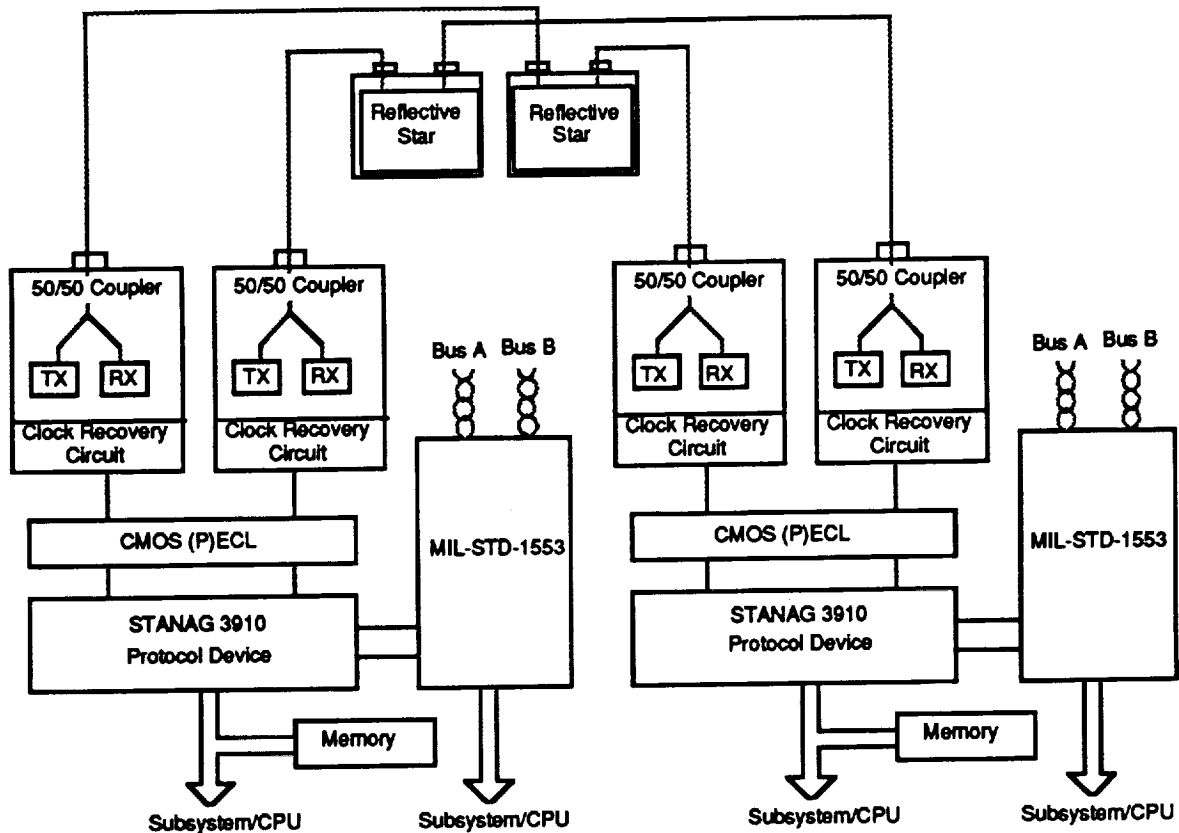 Reflective
Star
Reflective
Star
50/50 Coupler
TX
RX
Clock Recovery
Circuit
50/50 Coupler
TX
RX
Clock Recovery
Circuit
Bus A
Bus B
50/50 Coupler
TX
RX
Clock Recovery
Circuit
50/50 Coupler
TX
RX
Clock Recovery
Circuit
Bus A
Bus B
CMOS (P)ECL
MIL-STD-1553
CMOS (P)ECL
MIL-STD-1553
STANAG 3910
Protocol Device
STANAG 3910
Protocol Device
Memory
Memory
Subsystem/CPU
Subsystem/CPU
Subsystem/CPU
Subsystem/CPU